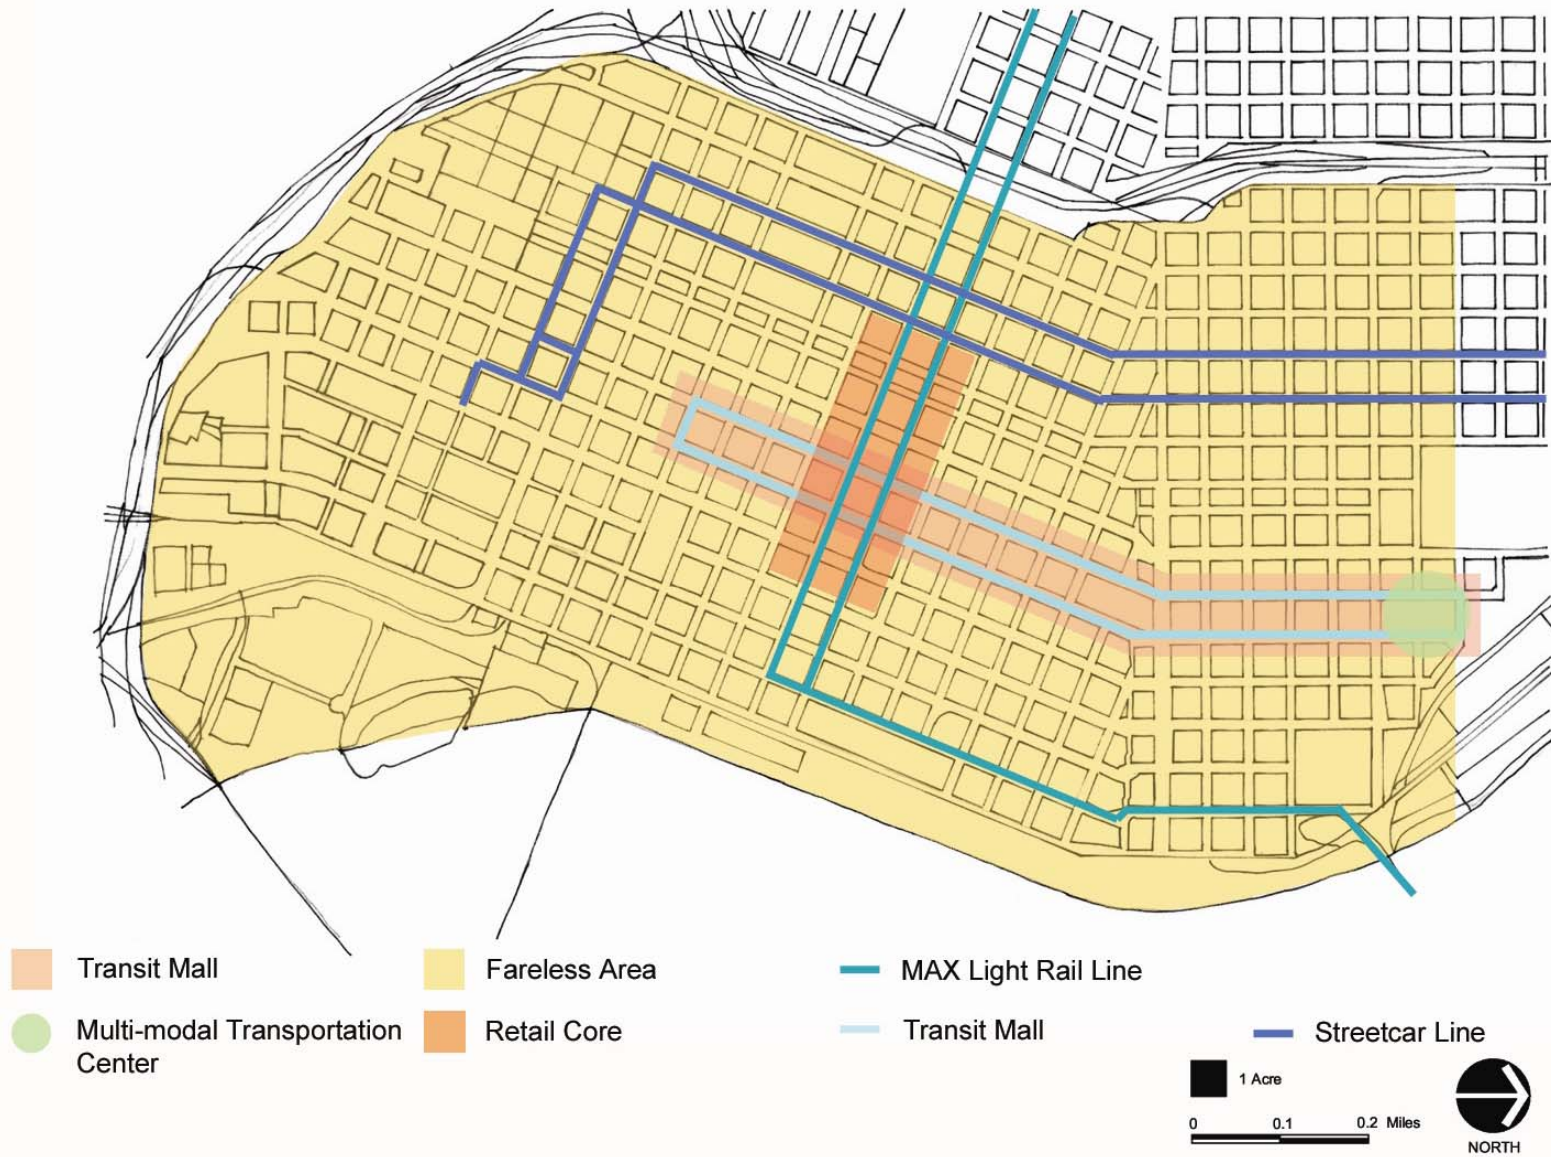 Transit Mall
Fareless Area
MAX Light Rail Line
Multi-modal Transportation
Center
Retail Core
Transit Mall
Streetcar Line
1 Acre
0 0.1 0.2 Miles
NORTH